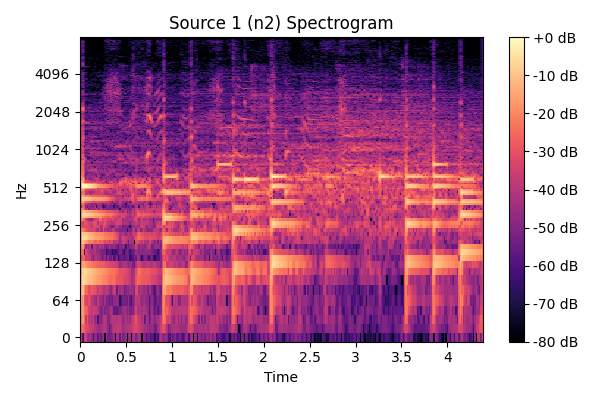 Source 1 (n2) Spectrogram
Hz
4096
2048
1024
512
256
128
64
0
0 0.5 1 1.5 2 2.5 3 3.5 4
Time
+0 dB
-10 dB
-20 dB
-30 dB
-40 dB
-50 dB
-60 dB
-70 dB
-80 dB